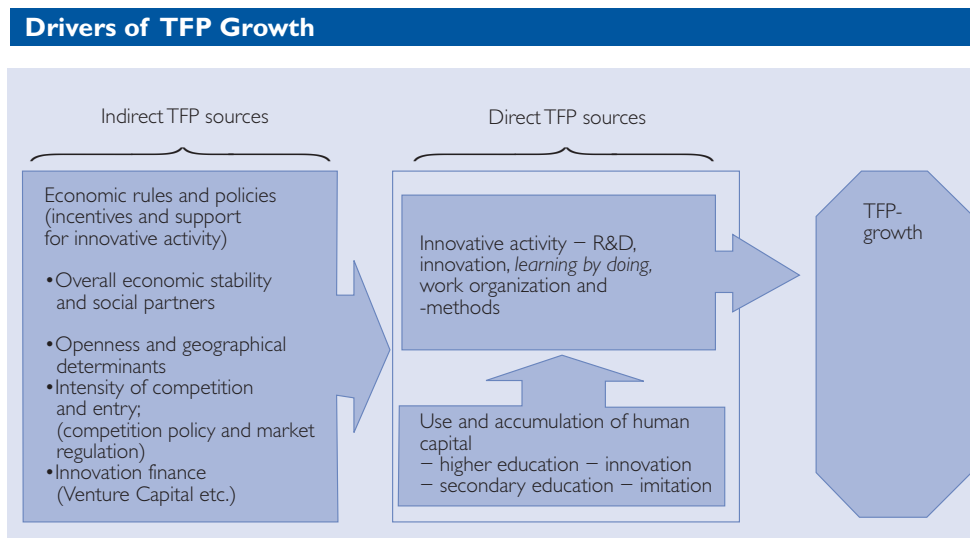 Drivers of TFP Growth
Indirect TFP sources
Direct TFP sources
Economic rules and policies
(incentives and support
for innovative activity)
•Overall economic stability
and social partners
•Openness and geographical
determinants
•Intensity of competition
and entry;
(competition policy and market
regulation)
•Innovation finance
(Venture Capital etc.)
Innovative activity – R&D,
innovation, learning by doing,
work organization and
-methods
Use and accumulation of human
capital
– higher education – innovation
– secondary education – imitation
TFP-
growth